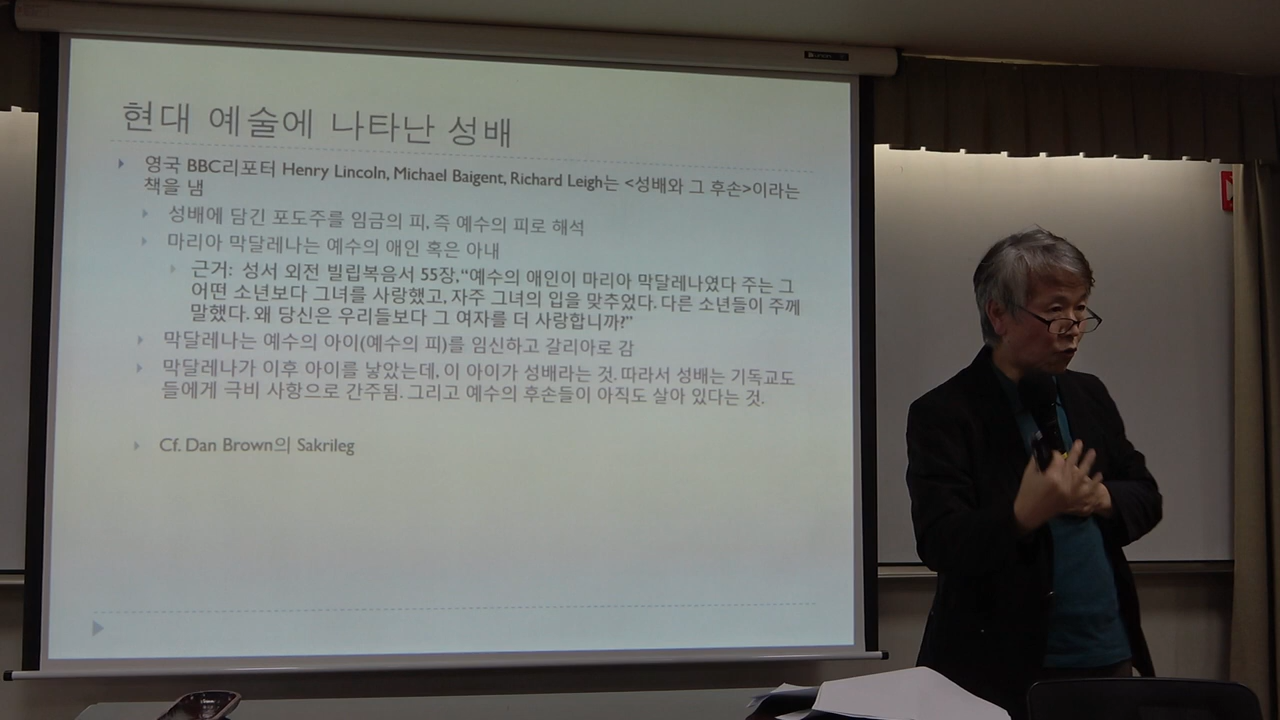 현대 예술에 나타난 성배
영국 BBC리포터 Henry Lincoln, Michael Baigent, Richard Leigh는 <성배와 그 후손>이라는
책을 냄
성배에 담긴 포도주를 임금의 피, 즉 예수의 피로 해석
마리아 막달레나는 예수의 애인 혹은 아내
근거: 성서 외전 빌립복음서 55장,“예수의 애인이 마리아 막달레나였다 주는 그
어떤 소년보다 그녀를 사랑했고, 자주 그녀의 입을 맞추었다. 다른 소년들이 주께
말했다. 왜 당신은 우리들보다 그 여자를 더 사랑합니까?”
막달레나는 예수의 아이(예수의 피)를 임신하고 갈리아로 감
막달레나가 이후 아이를 낳았는데, 이 아이가 성배라는 것. 따라서 성배는 기독교도
들에게 극비 사항으로 간주됨. 그리고 예수의 후손들이 아직도 살아 있다는 것.
Cf. Dan Brown의 Sakrileg